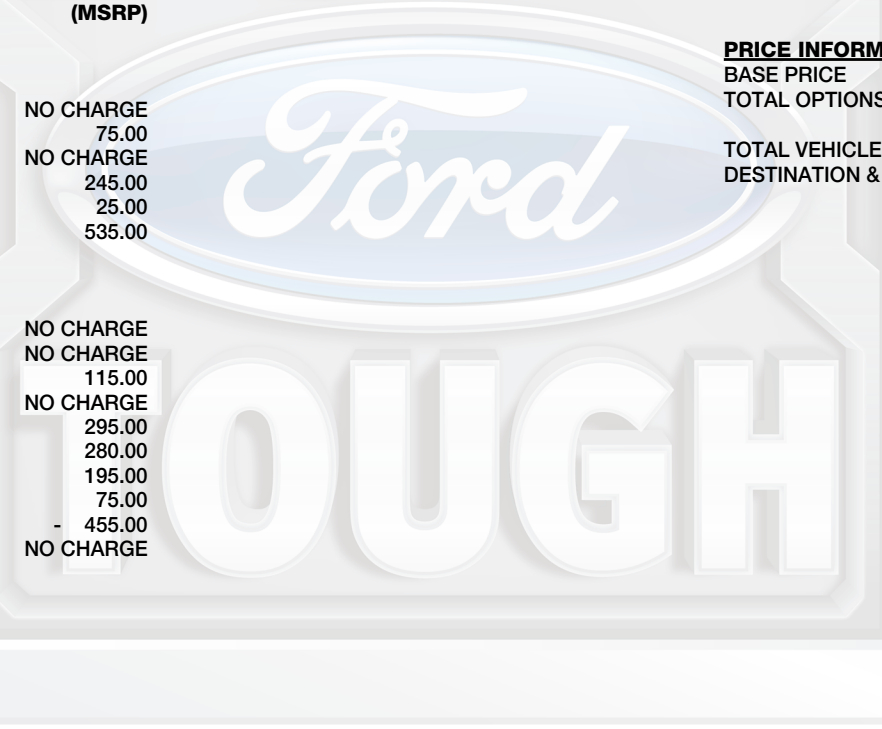 (MSRP)
NO CHARGE
75.00
NO CHARGE
245.00
25.00
535.00
NO CHARGE
NO CHARGE
115.00
NO CHARGE
295.00
280.00
195.00
75.00
- 455.00
NO CHARGE
PRICE INFORM
BASE PRICE
TOTAL OPTIONS
TOTAL VEHICLE
DESTINATION &
Ford
TOUGH